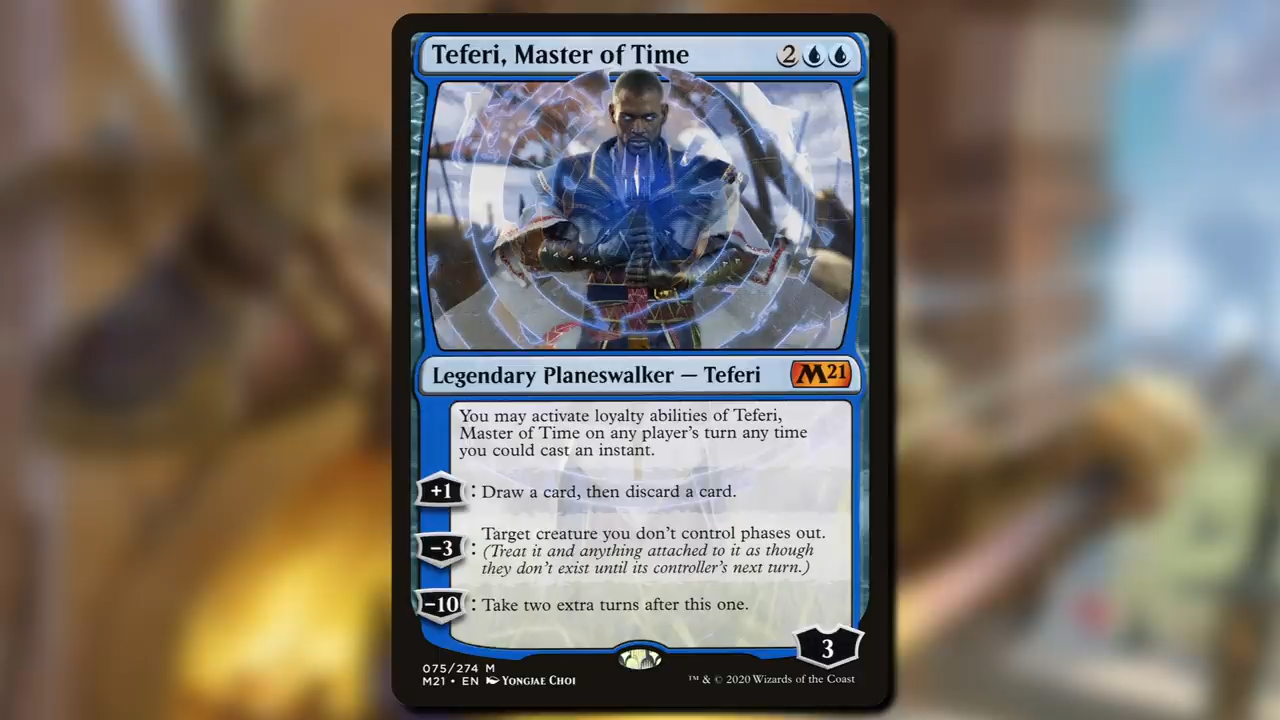 Teferi, Master of Time 2
Legendary Planeswalker — Teferi M21
You may activate loyalty abilities of Teferi,
Master of Time on any player's turn any time
you could cast an instant.
+1 : Draw a card, then discard a card.
Target creature you don't control phases out.
−3 : (Treat it and anything attached to it as though
they don't exist until its controller's next turn.)
−10 : Take two extra turns after this one.
3
075/274 M
M21 • EN Yongjae Choi ™ & © 2020 Wizards of the Coast